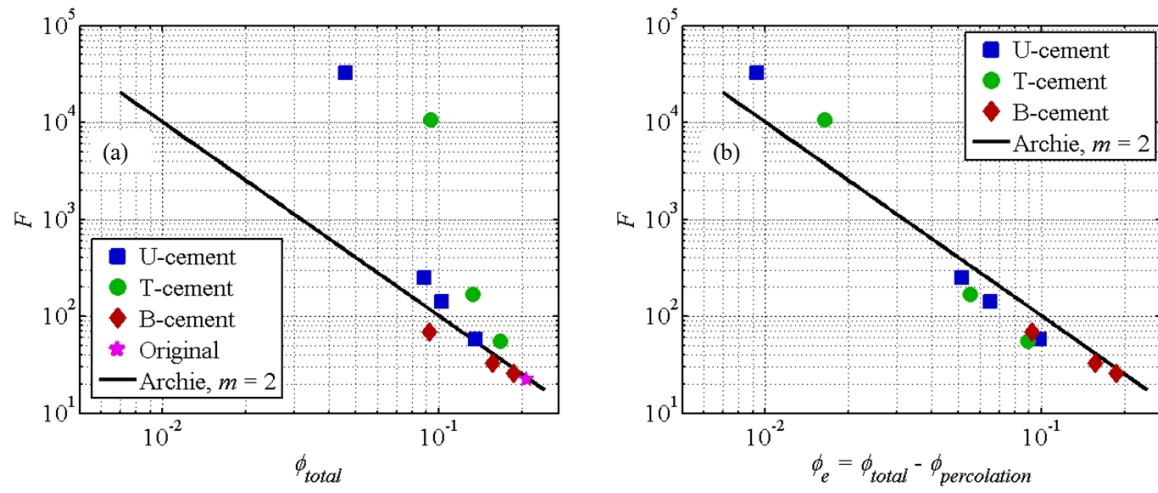 10^5
10^4
10^3
10^2
10^1
F
(a)
U-cement
T-cement
B-cement
Original
Archie, m = 2
10^-2
10^-1
ϕ_total
10^5
10^4
10^3
10^2
10^1
F
(b)
U-cement
T-cement
B-cement
Archie, m = 2
10^-2
10^-1
ϕ_e = ϕ_total - ϕ_percolation